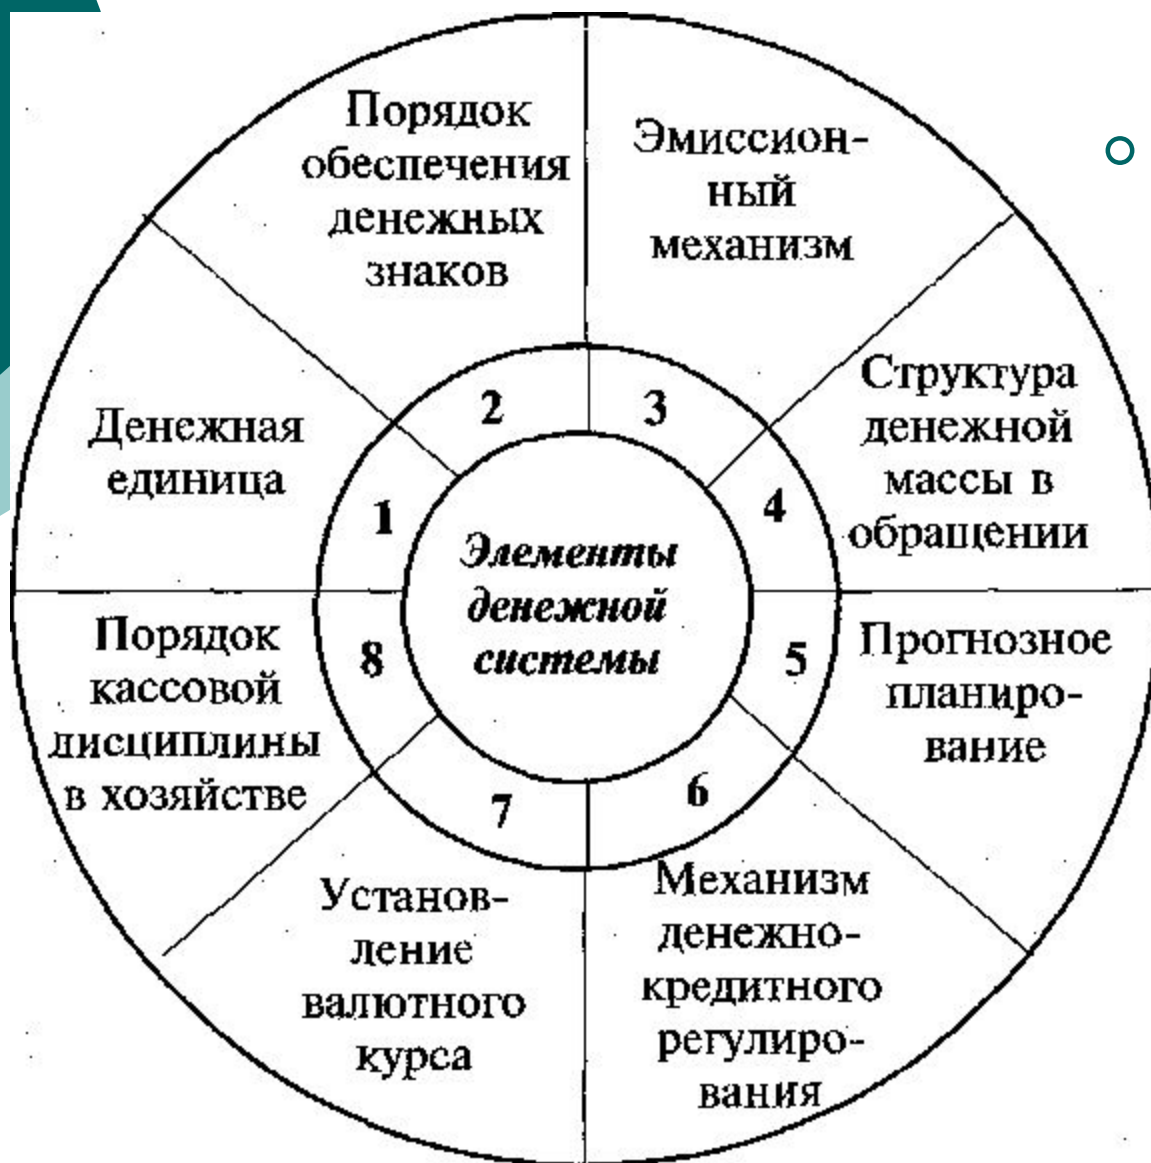 Порядок
обеспечения
денежных
знаков
Эмиссион-
ный
механизм
Структура
денежной
массы в
обращении
Денежная
единица
2
3
1
4
Элементы
денежной
системы
8
5
7
6
Прогнозное
планиро-
вание
Порядок
кассовой
дисциплины
в хозяйстве
Установ-
ление
валютного
курса
Механизм
денежно-
кредитного
регулиро-
вания